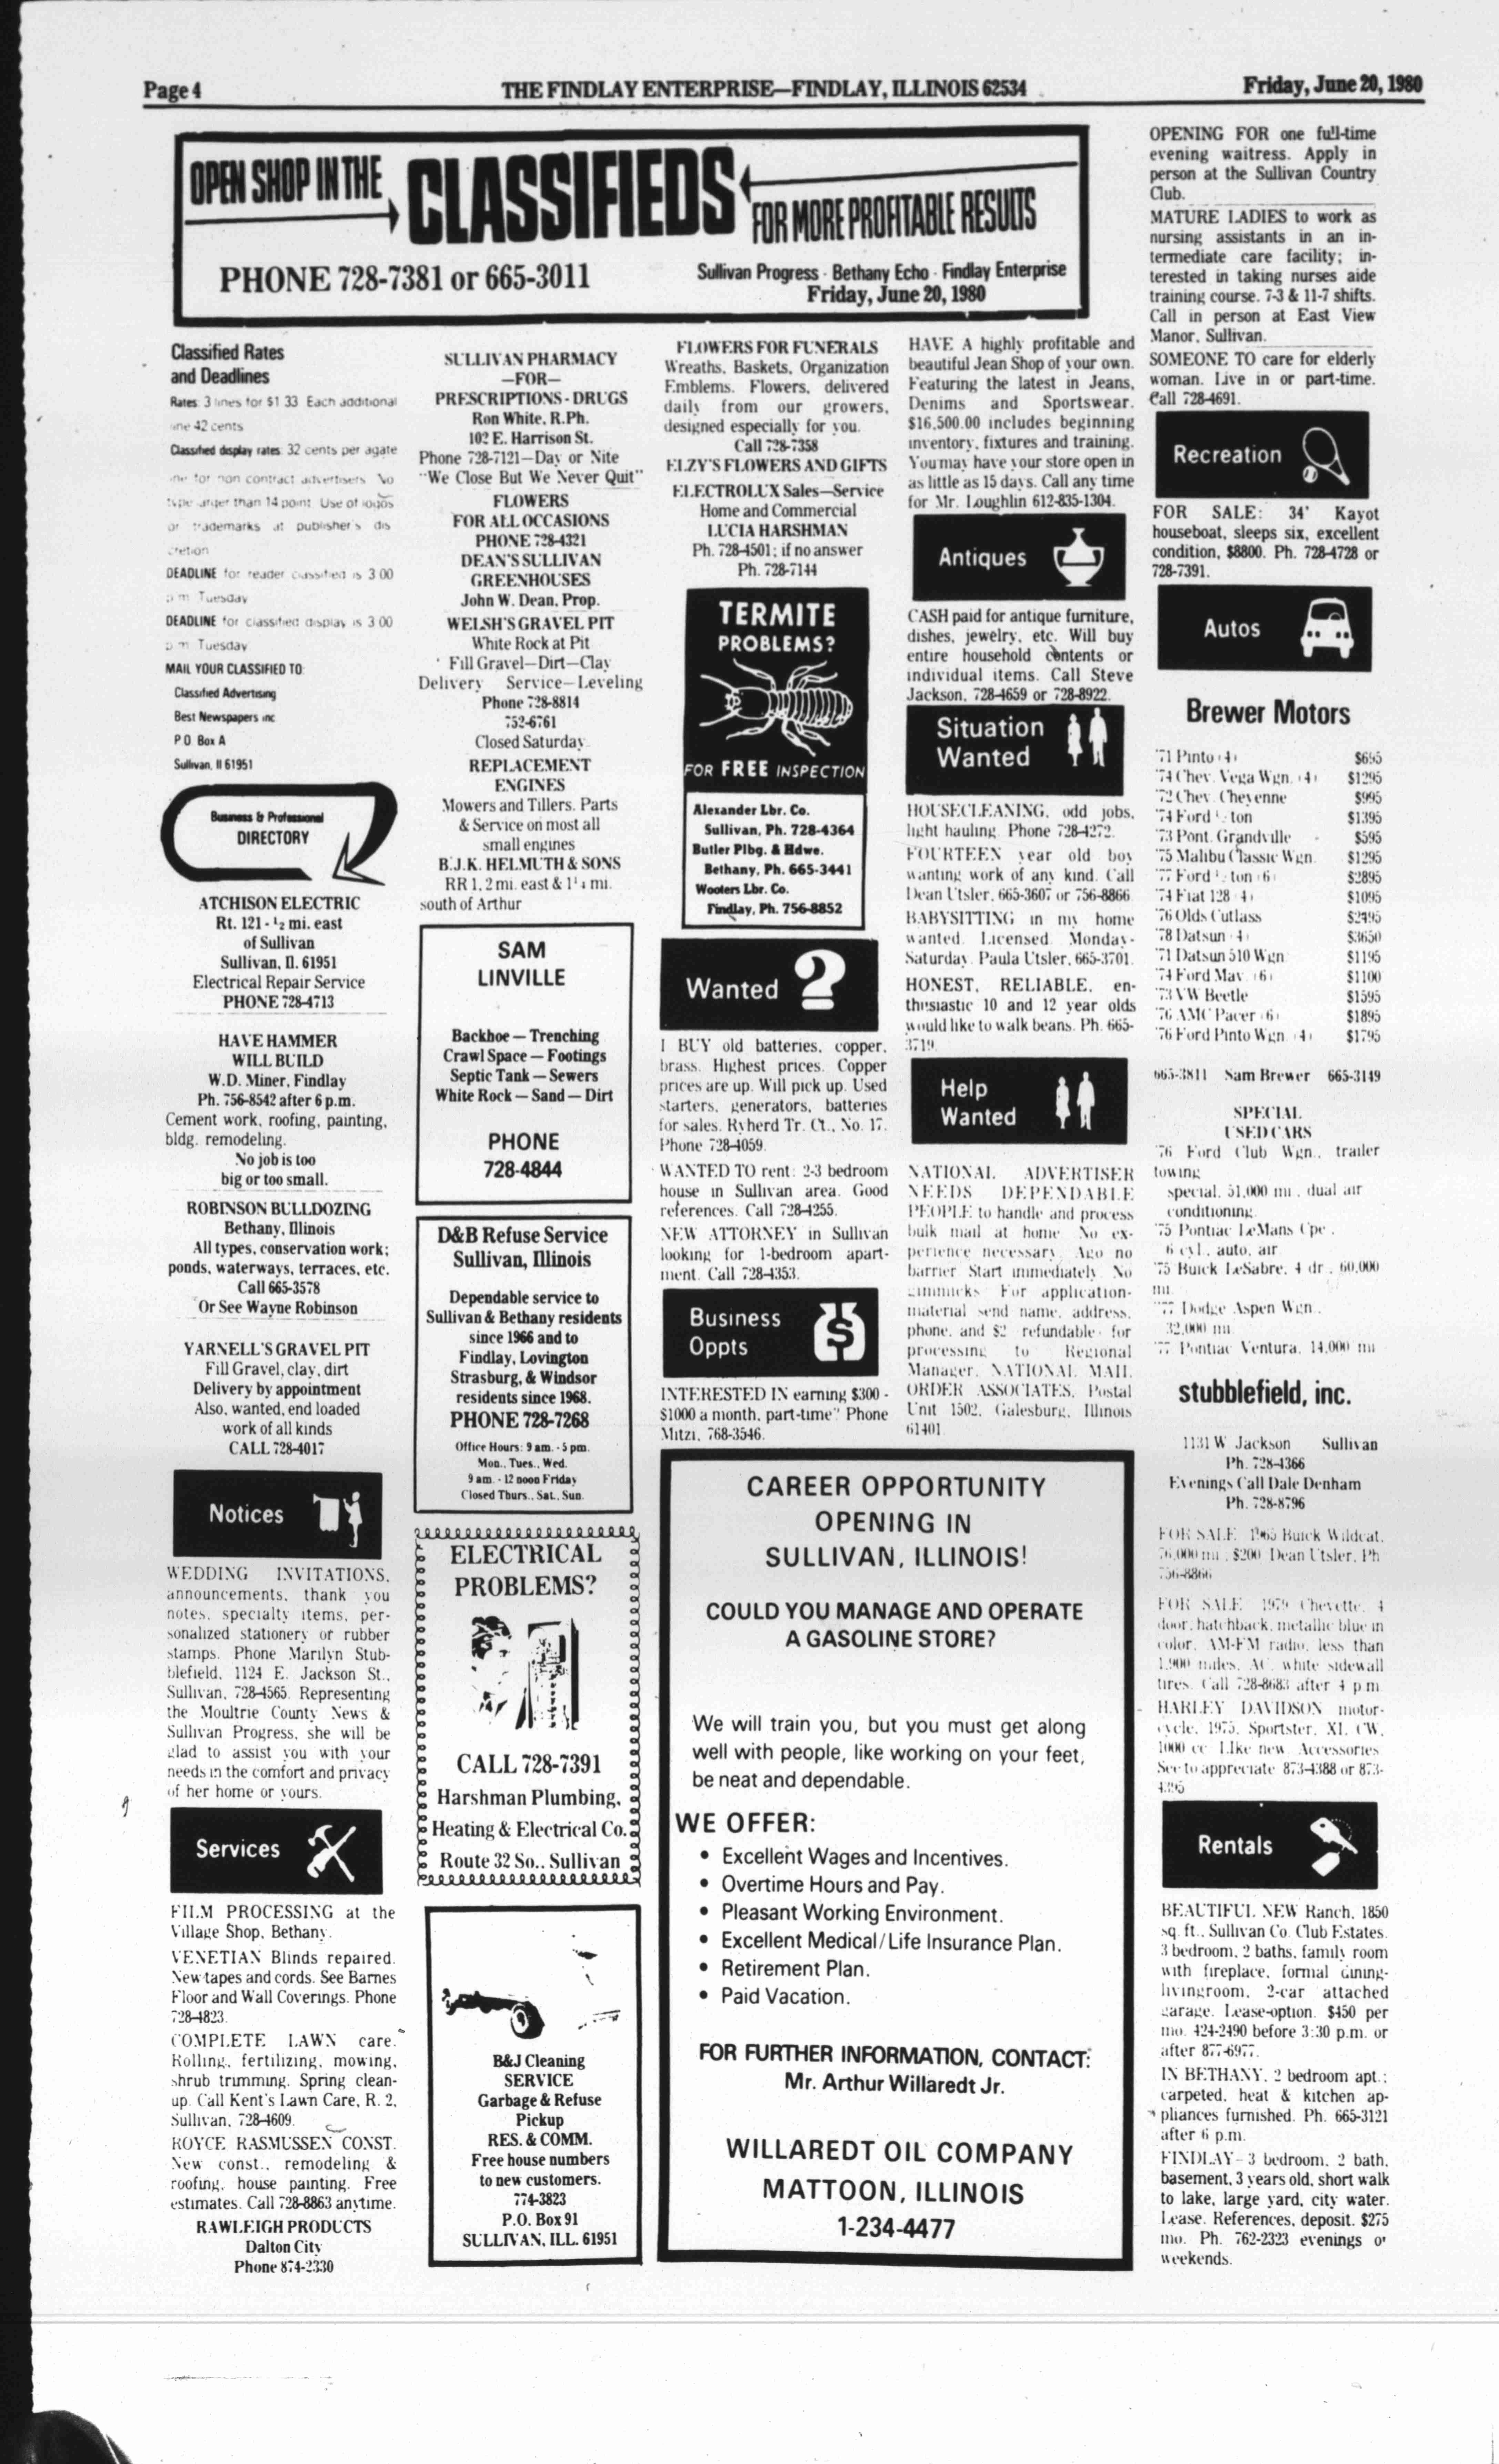 Page 4
THE FINDLAY ENTERPRISE—FINDLAY, ILLINOIS 62534
Friday, June 20, 1980
OPEN SHOP IN THE
CLASSIFIEDS
FOR MORE PROFITABLE RESULTS
PHONE 728-7381 or 665-3011
Sullivan Progress - Bethany Echo - Findlay Enterprise
Friday, June 20, 1980
Classified Rates
and Deadlines
Rates: 3 lines for $1.33 Each additional
line 42 cents
Classified display rates: 32 cents per agate
line for non contract advertisers. No
type larger than 14 point. Use of logos
or trademarks at publisher's dis
cretion
DEADLINE for reader classified is 3:00
p.m. Tuesday
DEADLINE for classified display is 3:00
p.m. Tuesday
MAIL YOUR CLASSIFIED TO:
Classified Advertising
Best Newspapers inc
P O Box A
Sullivan, Il 61951
Business & Professional
DIRECTORY
ATCHISON ELECTRIC
Rt. 121 - ½ mi. east
of Sullivan
Sullivan, Il. 61951
Electrical Repair Service
PHONE 728-4713
HAVE HAMMER
WILL BUILD
W.D. Miner, Findlay
Ph. 756-8542 after 6 p.m.
Cement work, roofing, painting,
bldg. remodeling.
No job is too
big or too small.
ROBINSON BULLDOZING
Bethany, Illinois
All types, conservation work;
ponds, waterways, terraces, etc.
Call 665-3578
Or See Wayne Robinson
YARNELL'S GRAVEL PIT
Fill Gravel, clay, dirt
Delivery by appointment
Also, wanted, end loaded
work of all kinds
CALL 728-4017
Notices
WEDDING INVITATIONS,
announcements, thank you
notes, specialty items, per-
sonalized stationery or rubber
stamps. Phone Marilyn Stub-
blefield, 1124 E. Jackson St.,
Sullivan, 728-4565. Representing
the Moultrie County News &
Sullivan Progress, she will be
glad to assist you with your
needs in the comfort and privacy
of her home or yours.
Services
FILM PROCESSING at the
Village Shop, Bethany.
VENETIAN Blinds repaired.
New tapes and cords. See Barnes
Floor and Wall Coverings. Phone
728-4823.
COMPLETE LAWN care.
Rolling, fertilizing, mowing,
shrub trimming. Spring clean-
up. Call Kent's Lawn Care, R. 2,
Sullivan, 728-4609.
ROYCE RASMUSSEN CONST.
New const., remodeling &
roofing, house painting. Free
estimates. Call 728-8863 anytime.
RAWLEIGH PRODUCTS
Dalton City
Phone 874-2330
SULLIVAN PHARMACY
—FOR—
PRESCRIPTIONS - DRUGS
Ron White, R.Ph.
102 E. Harrison St.
Phone 728-7121—Day or Nite
"We Close But We Never Quit"
FLOWERS
FOR ALL OCCASIONS
PHONE 728-4321
DEAN'S SULLIVAN
GREENHOUSES
John W. Dean, Prop.
WELSH'S GRAVEL PIT
White Rock at Pit
Fill Gravel—Dirt—Clay
Delivery Service—Leveling
Phone 728-8814
752-6761
Closed Saturday.
REPLACEMENT
ENGINES
Mowers and Tillers. Parts
& Service on most all
small engines
B.J.K. HELMUTH & SONS
RR 1, 2 mi. east & 1¼ mi.
south of Arthur
SAM
LINVILLE
Backhoe — Trenching
Crawl Space — Footings
Septic Tank — Sewers
White Rock — Sand — Dirt
PHONE
728-4844
D&B Refuse Service
Sullivan, Illinois
Dependable service to
Sullivan & Bethany residents
since 1966 and to
Findlay, Lovington
Strasburg, & Windsor
residents since 1968.
PHONE 728-7268
Office Hours: 9 am. - 5 pm.
Mon., Tues., Wed.
9 am. - 12 noon Friday
Closed Thurs., Sat., Sun.
ELECTRICAL
PROBLEMS?
CALL 728-7391
Harshman Plumbing,
Heating & Electrical Co.
Route 32 So., Sullivan
B&J Cleaning
SERVICE
Garbage & Refuse
Pickup
RES. & COMM.
Free house numbers
to new customers.
774-3823
P.O. Box 91
SULLIVAN, ILL. 61951
FLOWERS FOR FUNERALS
Wreaths, Baskets, Organization
Emblems. Flowers, delivered
daily from our growers,
designed especially for you.
Call 728-7358
ELZY'S FLOWERS AND GIFTS
ELECTROLUX Sales—Service
Home and Commercial
LUCIA HARSHMAN
Ph. 728-4501; if no answer
Ph. 728-7144
TERMITE
PROBLEMS?
FOR FREE INSPECTION
Alexander Lbr. Co.
Sullivan, Ph. 728-4364
Butler Plbg. & Hdwe.
Bethany, Ph. 665-3441
Wooters Lbr. Co.
Findlay, Ph. 756-8852
Wanted ?
I BUY old batteries, copper,
brass. Highest prices. Copper
prices are up. Will pick up. Used
starters, generators, batteries
for sales. Ryherd Tr. Ct., No. 17.
Phone 728-4059.
WANTED TO rent: 2-3 bedroom
house in Sullivan area. Good
references. Call 728-4255.
NEW ATTORNEY in Sullivan
looking for 1-bedroom apart-
ment. Call 728-4353.
Business
Oppts
$
INTERESTED IN earning $300 -
$1000 a month, part-time? Phone
Mitzi, 768-3546.
HAVE A highly profitable and
beautiful Jean Shop of your own.
Featuring the latest in Jeans,
Denims and Sportswear.
$16,500.00 includes beginning
inventory, fixtures and training.
You may have your store open in
as little as 15 days. Call any time
for Mr. Loughlin 612-835-1304.
Antiques
CASH paid for antique furniture,
dishes, jewelry, etc. Will buy
entire household contents or
individual items. Call Steve
Jackson, 728-4659 or 728-8922.
Situation
Wanted
HOUSECLEANING, odd jobs,
light hauling. Phone 728-4272.
FOURTEEN year old boy
wanting work of any kind. Call
Dean Utsler, 665-3607 or 756-8866
BABYSITTING in my home
wanted. Licensed. Monday-
Saturday. Paula Utsler, 665-3701.
HONEST, RELIABLE, en-
thusiastic 10 and 12 year olds
would like to walk beans. Ph. 665-
3719.
Help
Wanted
NATIONAL ADVERTISER
NEEDS DEPENDABLE
PEOPLE to handle and process
bulk mail at home. No ex-
perience necessary. Age no
barrier Start immediately. No
gimmicks. For application-
material send name, address,
phone, and $2 refundable for
processing to Regional
Manager, NATIONAL MAIL
ORDER ASSOCIATES, Postal
Unit 1502, Galesburg, Illinois
61401
CAREER OPPORTUNITY
OPENING IN
SULLIVAN, ILLINOIS!
COULD YOU MANAGE AND OPERATE
A GASOLINE STORE?
We will train you, but you must get along
well with people, like working on your feet,
be neat and dependable.
WE OFFER:
• Excellent Wages and Incentives.
• Overtime Hours and Pay.
• Pleasant Working Environment.
• Excellent Medical/Life Insurance Plan.
• Retirement Plan.
• Paid Vacation.
FOR FURTHER INFORMATION, CONTACT:
Mr. Arthur Willaredt Jr.
WILLAREDT OIL COMPANY
MATTOON, ILLINOIS
1-234-4477
OPENING FOR one full-time
evening waitress. Apply in
person at the Sullivan Country
Club.
MATURE LADIES to work as
nursing assistants in an in-
termediate care facility; in-
terested in taking nurses aide
training course. 7-3 & 11-7 shifts.
Call in person at East View
Manor, Sullivan.
SOMEONE TO care for elderly
woman. Live in or part-time.
Call 728-4691.
Recreation
FOR SALE: 34' Kayot
houseboat, sleeps six, excellent
condition, $8800. Ph. 728-4728 or
728-7391.
Autos
Brewer Motors
'71 Pinto (4) $695
'74 Chev. Vega Wgn. (4) $1295
'72 Chev. Cheyenne $995
'74 Ford ½ ton $1395
'73 Pont. Grandville $595
'75 Malibu Classic Wgn. $1295
'77 Ford ½ ton (6) $2895
'74 Fiat 128 (4) $1095
'76 Olds Cutlass $2495
'78 Datsun (4) $3650
'71 Datsun 510 Wgn. $1195
'74 Ford Mav. (6) $1100
'73 VW Beetle $1595
'76 AMC Pacer (6) $1895
'76 Ford Pinto Wgn. (4) $1795
665-3811 Sam Brewer 665-3149
SPECIAL
USED CARS
'76 Ford Club Wgn., trailer
towing
special, 51,000 mi., dual air
conditioning.
'75 Pontiac LeMans Cpe.,
6 cyl., auto, air
'75 Buick LeSabre, 4 dr., 60,000
mi.
'77 Dodge Aspen Wgn.,
32,000 mi.
'77 Pontiac Ventura, 14,000 mi
stubblefield, inc.
1131 W. Jackson Sullivan
Ph. 728-4366
Evenings Call Dale Denham
Ph. 728-8796
FOR SALE: 1965 Buick Wildcat,
76,000 mi., $200. Dean Utsler, Ph
756-8866
FOR SALE: 1979 Chevette, 4
door, hatchback, metallic blue in
color, AM-FM radio, less than
1,900 miles, AC, white sidewall
tires. Call 728-8683 after 4 p.m.
HARLEY DAVIDSON motor-
cycle, 1975, Sportster, XL CW,
1000 cc. LIke new. Accessories
See to appreciate 873-4388 or 873-
4395
Rentals
BEAUTIFUL NEW Ranch, 1850
sq. ft., Sullivan Co. Club Estates.
3 bedroom, 2 baths, family room
with fireplace, formal dining-
livingroom, 2-car attached
garage. Lease-option. $450 per
mo. 424-2490 before 3:30 p.m. or
after 877-6977.
IN BETHANY, 2 bedroom apt.;
carpeted, heat & kitchen ap-
pliances furnished. Ph. 665-3121
after 6 p.m.
FINDLAY- 3 bedroom, 2 bath,
basement, 3 years old, short walk
to lake, large yard, city water.
Lease. References, deposit. $275
mo. Ph. 762-2323 evenings or
weekends.